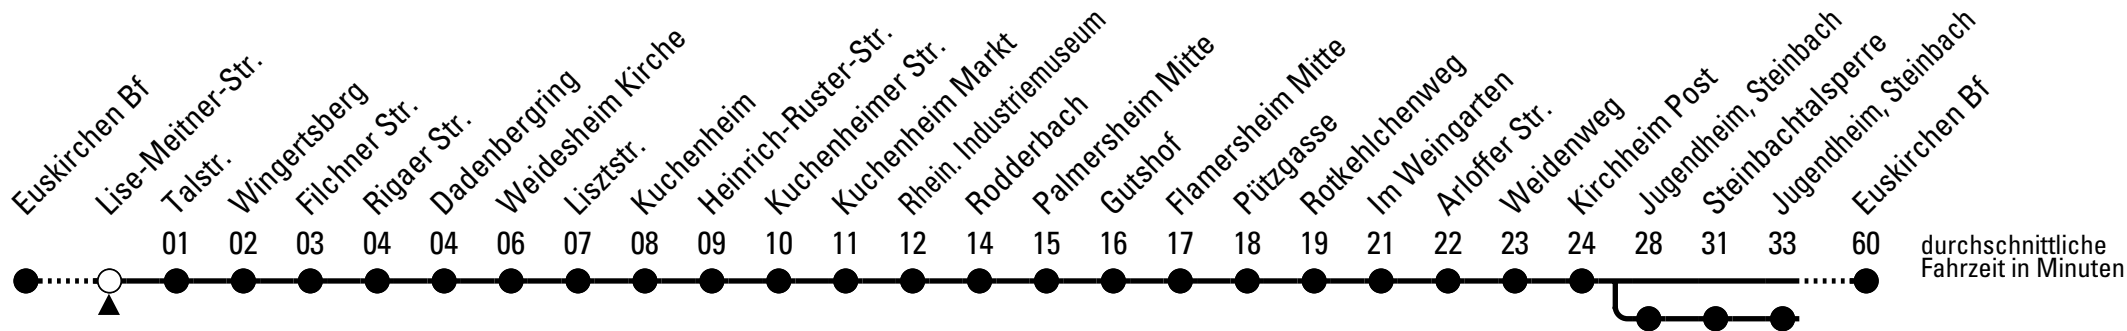 Euskirchen Bf
Lise-Meitner-Str.
Talstr.
Wingertsberg
Filchner Str.
Rigaer Str.
Dadenbergring
Weidesheim Kirche
Lisztstr.
Kuchenheim
Heinrich-Ruster-Str.
Kuchenheimer Str.
Kuchenheim Markt
Rhein. Industriemuseum
Rodderbach
Palmersheim Mitte
Gutshof
Flamersheim Mitte
Pützgasse
Rotkehlchenweg
Im Weingarten
Arloffer Str.
Weidenweg
Kirchheim Post
Jugendheim, Steinbach
Steinbachtalsperre
Jugendheim, Steinbach
Euskirchen Bf
01 02 03 04 04 06 07 08 09 10 11 12 14 15 16 17 18 19 21 22 23 24 28 31 33 60
durchschnittliche
Fahrzeit in Minuten